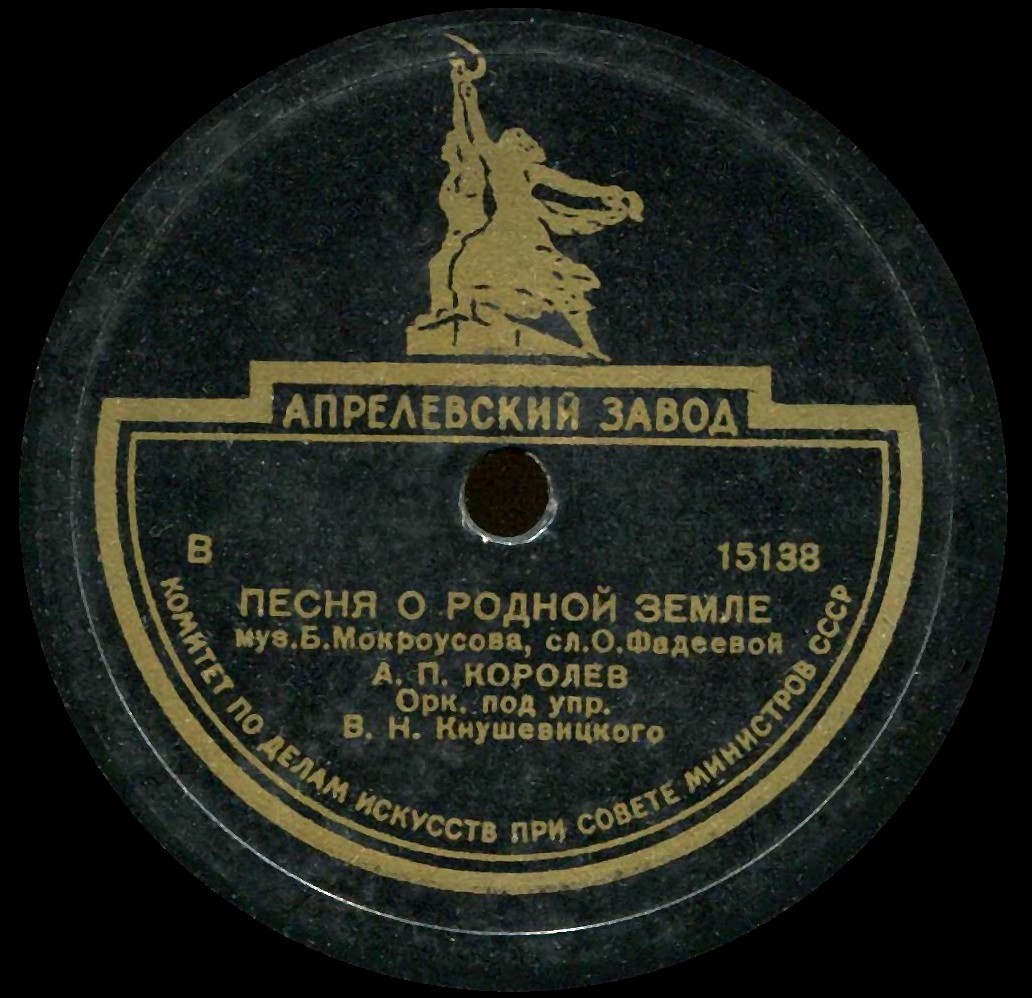 АПРЕЛЕВСКИЙ ЗАВОД
В 15138
ПЕСНЯ О РОДНОЙ ЗЕМЛЕ
муз.Б.Мокроусова, сл.О.Фадеевой
А. П. КОРОЛЕВ
Орк. под упр.
В. Н. Кнушевицкого
КОМИТЕТ ПО ДЕЛАМ ИСКУССТВ ПРИ СОВЕТЕ МИНИСТРОВ СССР